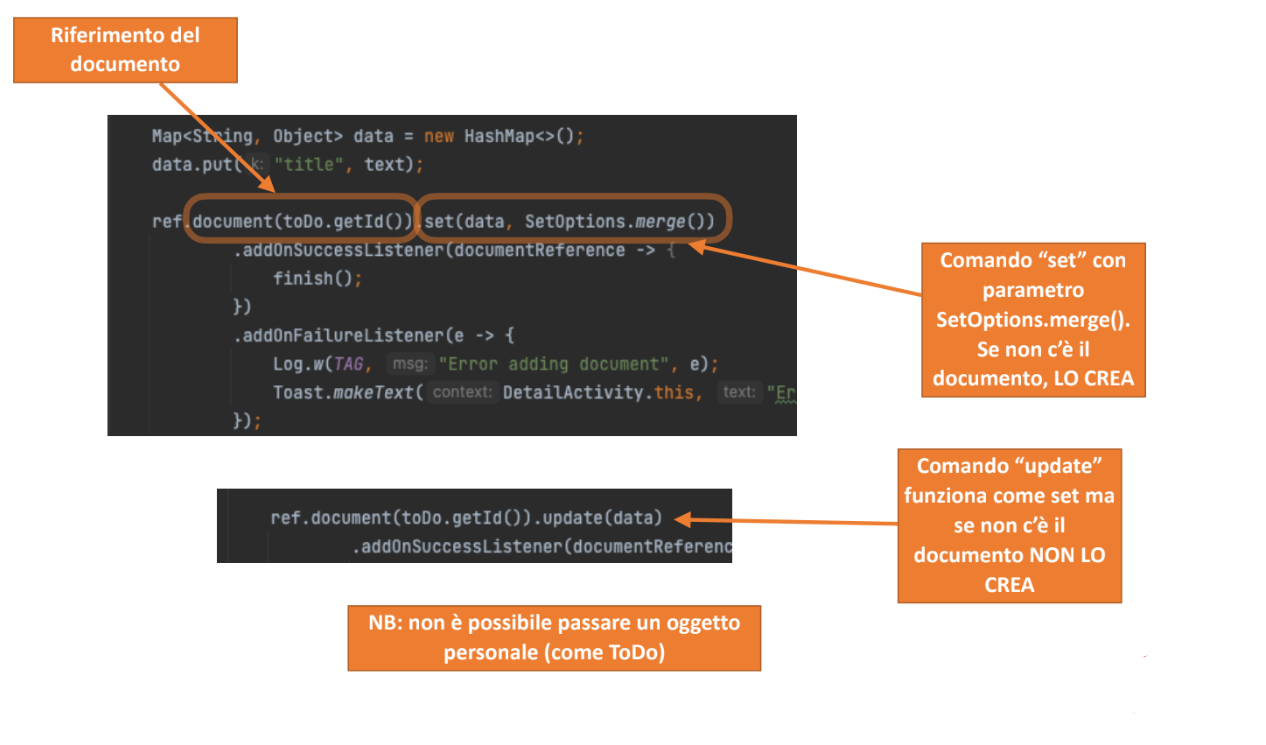 Riferimento del
documento
Map<String, Object> data = new HashMap<>();
data.put( k: "title", text);
ref.document(toDo.getId()).set(data, SetOptions.merge())
.addOnSuccessListener(documentReference -> {
finish();
})
.addOnFailureListener(e -> {
Log.w(TAG, msg: "Error adding document", e);
Toast.makeText( context: DetailActivity.this, text: "Er
});
Comando “set” con
parametro
SetOptions.merge().
Se non c’è il
documento, LO CREA
ref.document(toDo.getId()).update(data)
.addOnSuccessListener(documentReferenc
Comando “update”
funziona come set ma
se non c’è il
documento NON LO
CREA
NB: non è possibile passare un oggetto
personale (come ToDo)